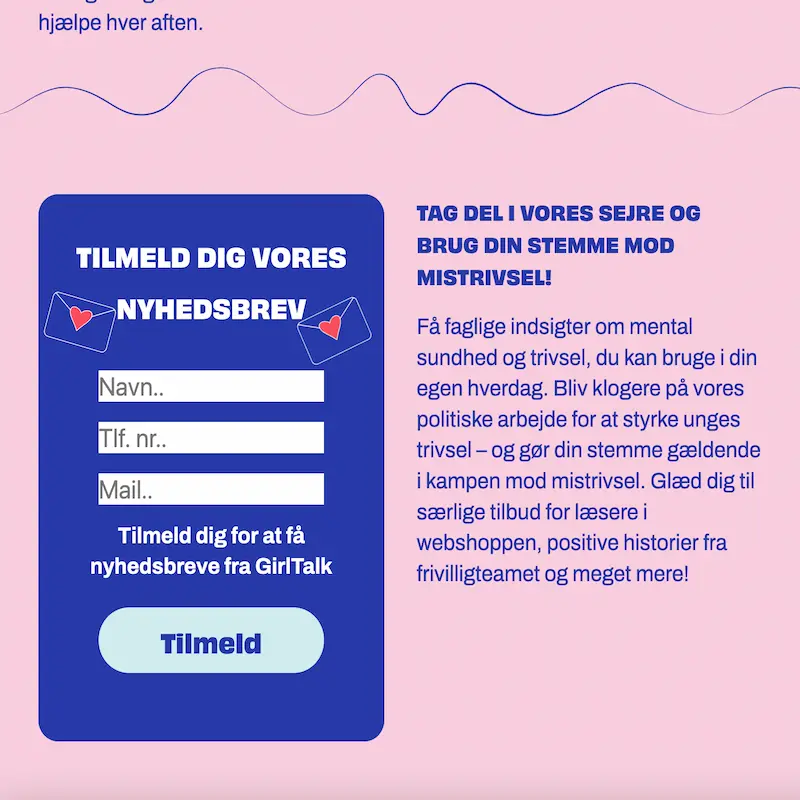 hjælpe hver aften.
TILMELD DIG VORES
NYHEDSBREV
Navn..
Tlf. nr..
Mail..
Tilmeld dig for at få
nyhedsbreve fra GirlTalk
Tilmeld
TAG DEL I VORES SEJRE OG
BRUG DIN STEMME MOD
MISTRIVSEL!
Få faglige indsigter om mental
sundhed og trivsel, du kan bruge i din
egen hverdag. Bliv klogere på vores
politiske arbejde for at styrke unges
trivsel – og gør din stemme gældende
i kampen mod mistrivsel. Glæd dig til
særlige tilbud for læsere i
webshoppen, positive historier fra
frivilligteamet og meget mere!